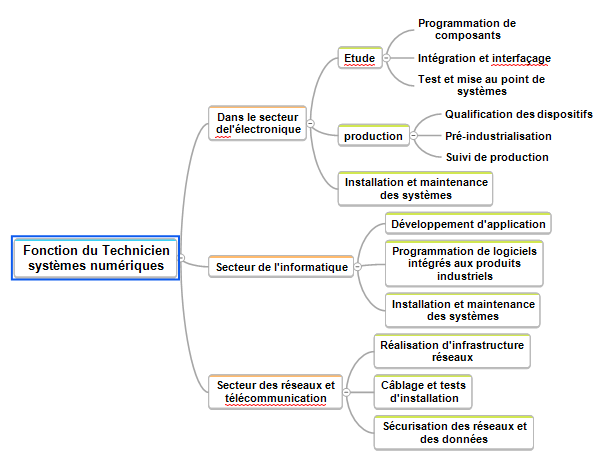 Fonction du Technicien
systèmes numériques
Dans le secteur
del'électronique
Etude
Programmation de
composants
Intégration et interfaçage
Test et mise au point de
systèmes
production
Qualification des dispositifs
Pré-industrialisation
Suivi de production
Installation et maintenance
des systèmes
Secteur de l'informatique
Développement d'application
Programmation de logiciels
intégrés aux produits
industriels
Installation et maintenance
des systèmes
Secteur des réseaux et
télécommunication
Réalisation d'infrastructure
réseaux
Câblage et tests
d'installation
Sécurisation des réseaux et
des données